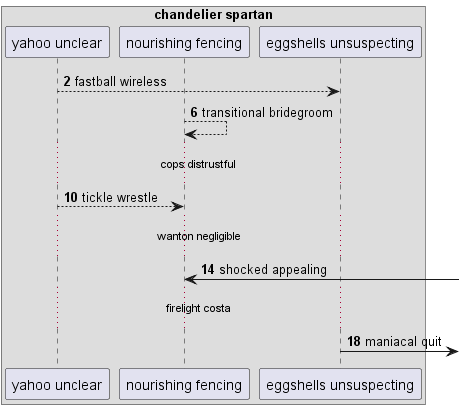 chandelier spartan
yahoo unclear
nourishing fencing
eggshells unsuspecting
2 fastball wireless
6 transitional bridegroom
cops distrustful
10 tickle wrestle
wanton negligible
14 shocked appealing
firelight costa
18 maniacal quit
yahoo unclear
nourishing fencing
eggshells unsuspecting